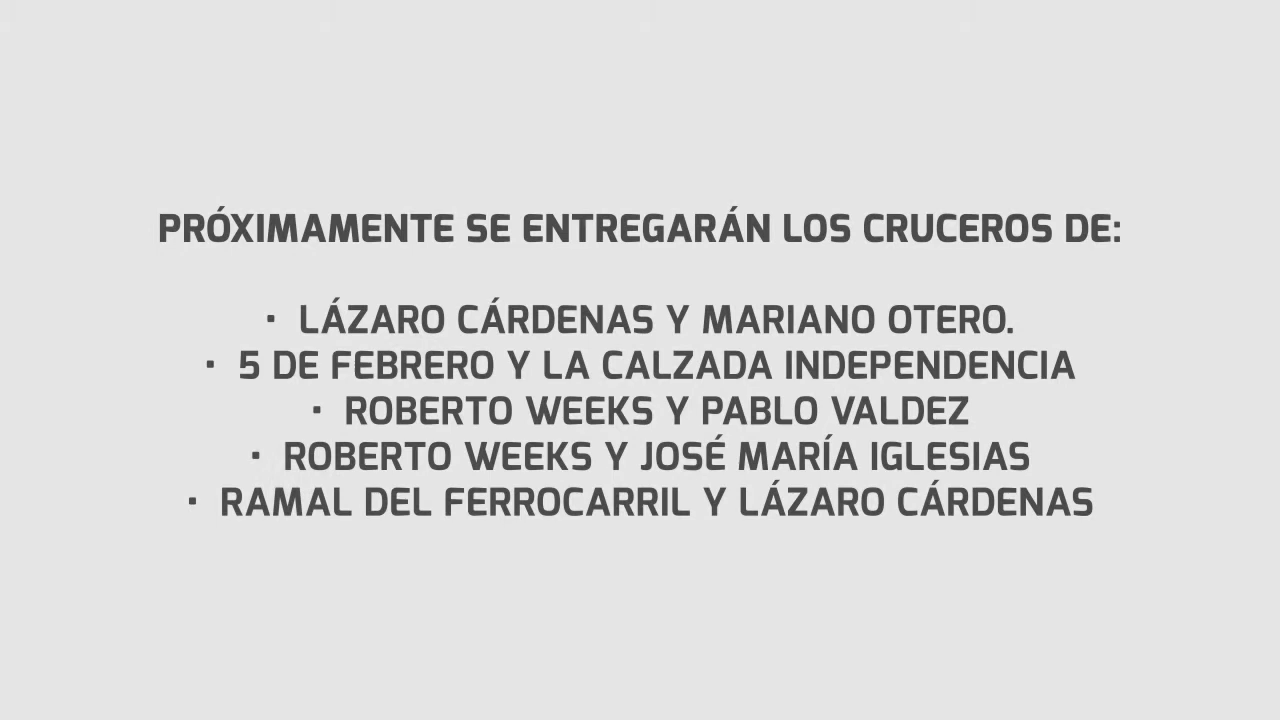 PRÓXIMAMENTE SE ENTREGARÁN LOS CRUCEROS DE:
· LÁZARO CÁRDENAS Y MARIANO OTERO.
· 5 DE FEBRERO Y LA CALZADA INDEPENDENCIA
· ROBERTO WEEKS Y PABLO VALDEZ
· ROBERTO WEEKS Y JOSÉ MARÍA IGLESIAS
· RAMAL DEL FERROCARRIL Y LÁZARO CÁRDENAS